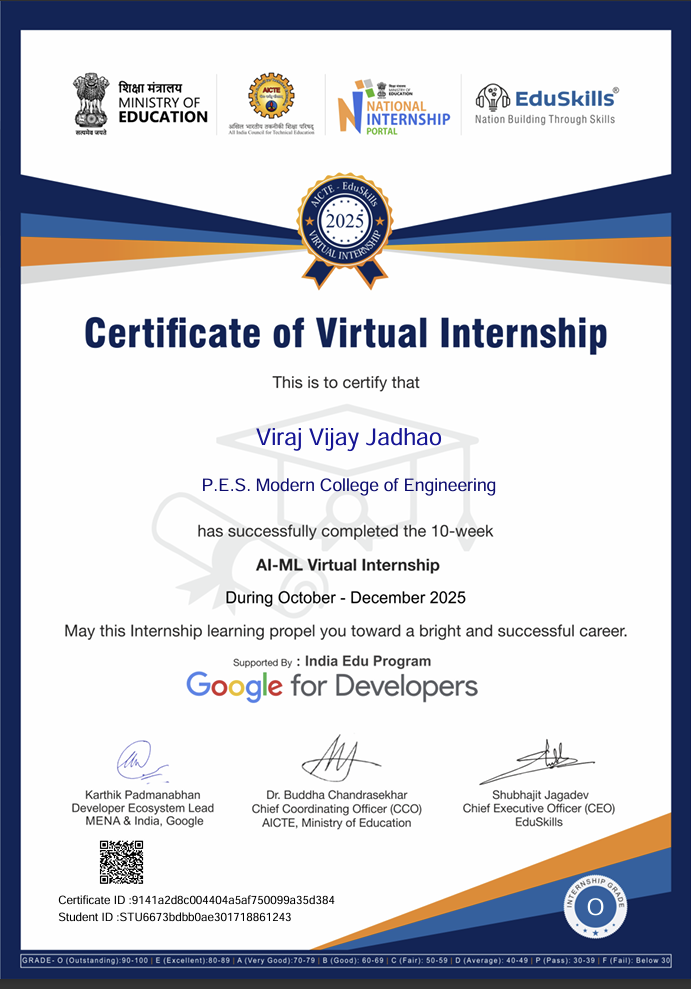 शिक्षा मंत्रालय
MINISTRY OF
EDUCATION
सत्यमेव जयते
AICTE
अखिल भारतीय तकनीकी शिक्षा परिषद्
All India Council for Technical Education
शिक्षा मंत्रालय
MINISTRY OF
EDUCATION
NATIONAL
INTERNSHIP
PORTAL
EduSkills®
Nation Building Through Skills
AICTE - EduSkills
2025
VIRTUAL INTERNSHIP
Certificate of Virtual Internship
This is to certify that
Viraj Vijay Jadhao
P.E.S. Modern College of Engineering
has successfully completed the 10-week
AI-ML Virtual Internship
During October - December 2025
May this Internship learning propel you toward a bright and successful career.
Supported By : India Edu Program
Google for Developers
Karthik Padmanabhan
Developer Ecosystem Lead
MENA & India, Google
Dr. Buddha Chandrasekhar
Chief Coordinating Officer (CCO)
AICTE, Ministry of Education
Shubhajit Jagadev
Chief Executive Officer (CEO)
EduSkills
Certificate ID :9141a2d8c004404a5af750099a35d384
Student ID :STU6673bdbb0ae301718861243
INTERNSHIP GRADE
O
GRADE- O (Outstanding):90-100 | E (Excellent):80-89 | A (Very Good):70-79 | B (Good): 60-69 | C (Fair): 50-59 | D (Average): 40-49 | P (Pass): 30-39 | F (Fail): Below 30